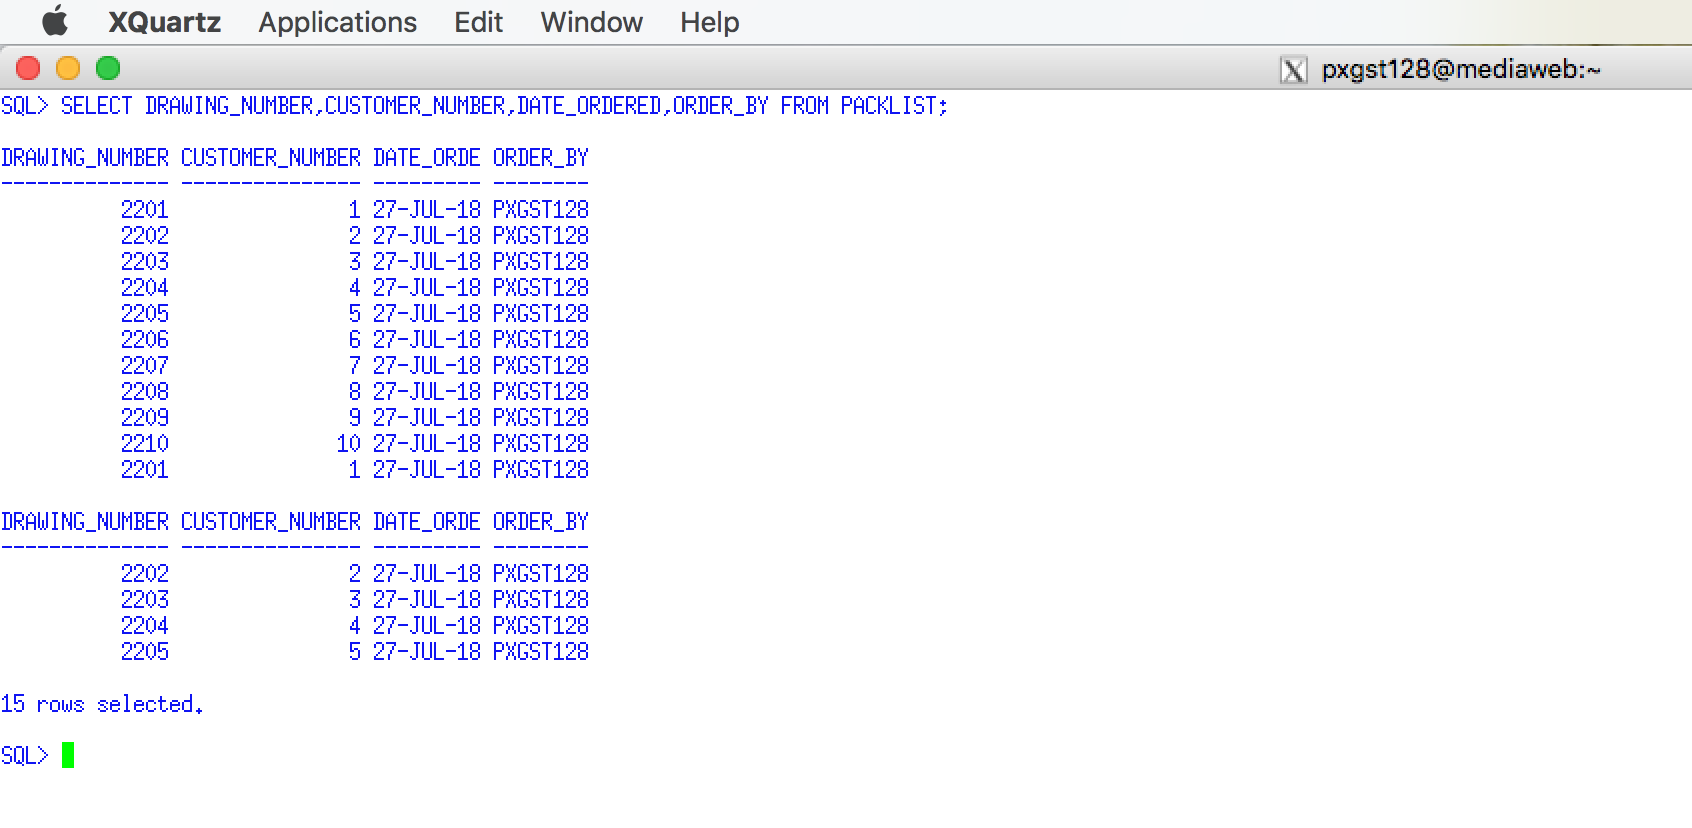 XQuartz Applications Edit Window Help
X pxgst128@mediaweb:~
SQL> SELECT DRAWING_NUMBER,CUSTOMER_NUMBER,DATE_ORDERED,ORDER_BY FROM PACKLIST;
DRAWING_NUMBER CUSTOMER_NUMBER DATE_ORDE ORDER_BY
-------------- --------------- --------- --------
2201 1 27-JUL-18 PXGST128
2202 2 27-JUL-18 PXGST128
2203 3 27-JUL-18 PXGST128
2204 4 27-JUL-18 PXGST128
2205 5 27-JUL-18 PXGST128
2206 6 27-JUL-18 PXGST128
2207 7 27-JUL-18 PXGST128
2208 8 27-JUL-18 PXGST128
2209 9 27-JUL-18 PXGST128
2210 10 27-JUL-18 PXGST128
2201 1 27-JUL-18 PXGST128
DRAWING_NUMBER CUSTOMER_NUMBER DATE_ORDE ORDER_BY
-------------- --------------- --------- --------
2202 2 27-JUL-18 PXGST128
2203 3 27-JUL-18 PXGST128
2204 4 27-JUL-18 PXGST128
2205 5 27-JUL-18 PXGST128
15 rows selected.
SQL>